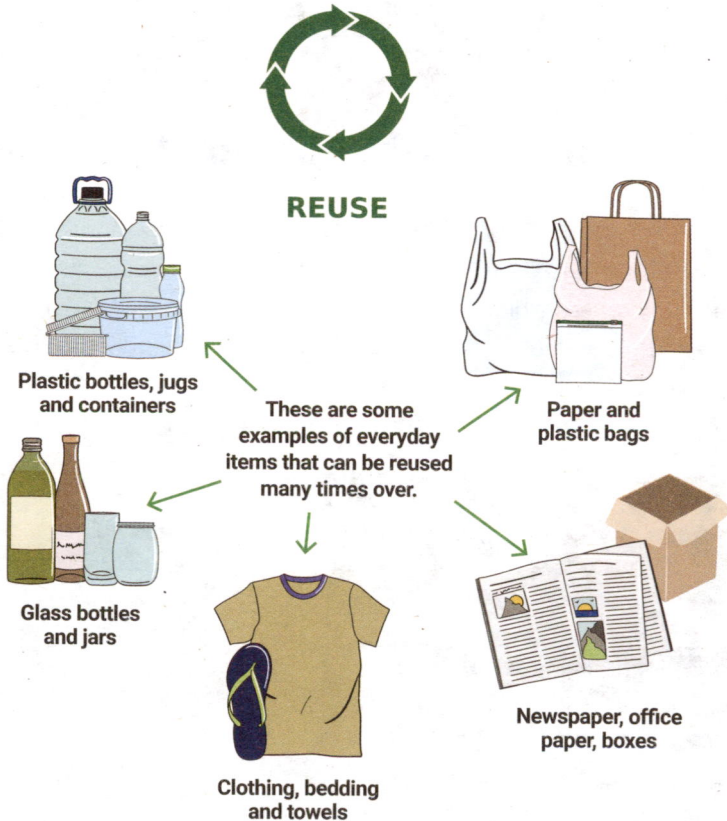 REUSE
Plastic bottles, jugs
and containers
Paper and
plastic bags
These are some
examples of everyday
items that can be reused
many times over.
Glass bottles
and jars
Newspaper, office
paper, boxes
Clothing, bedding
and towels